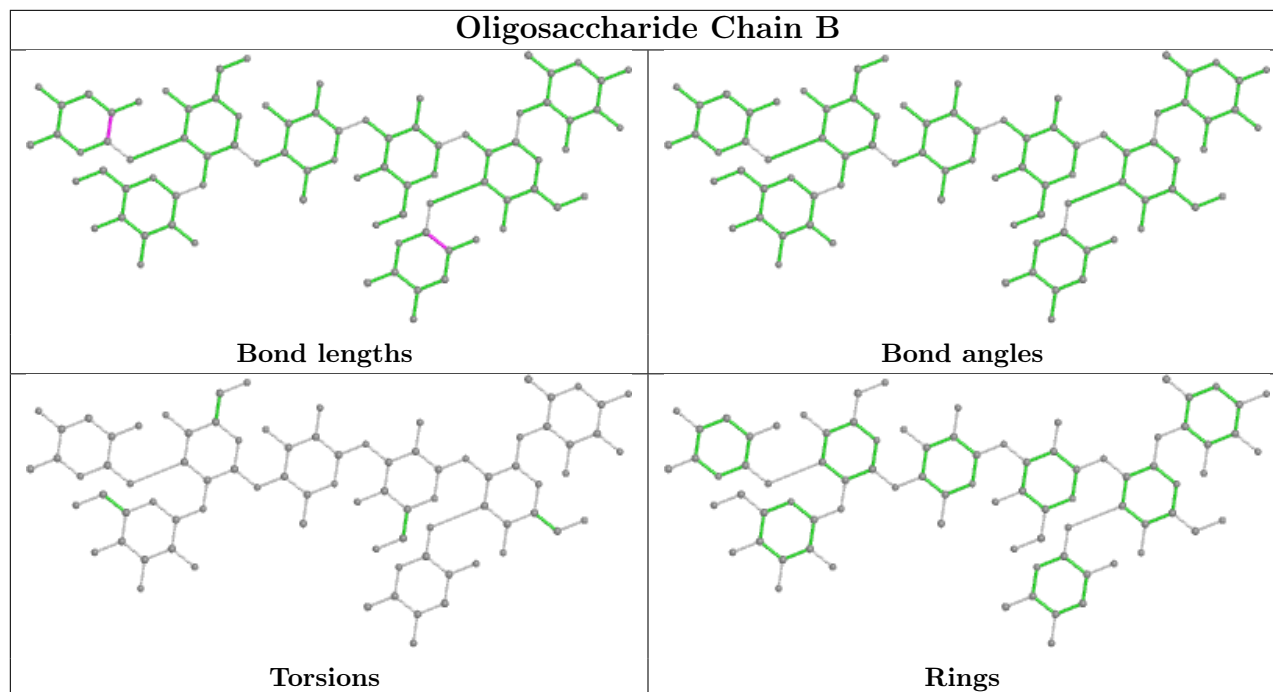 Oligosaccharide Chain B
Bond lengths
Bond angles
Torsions
Rings